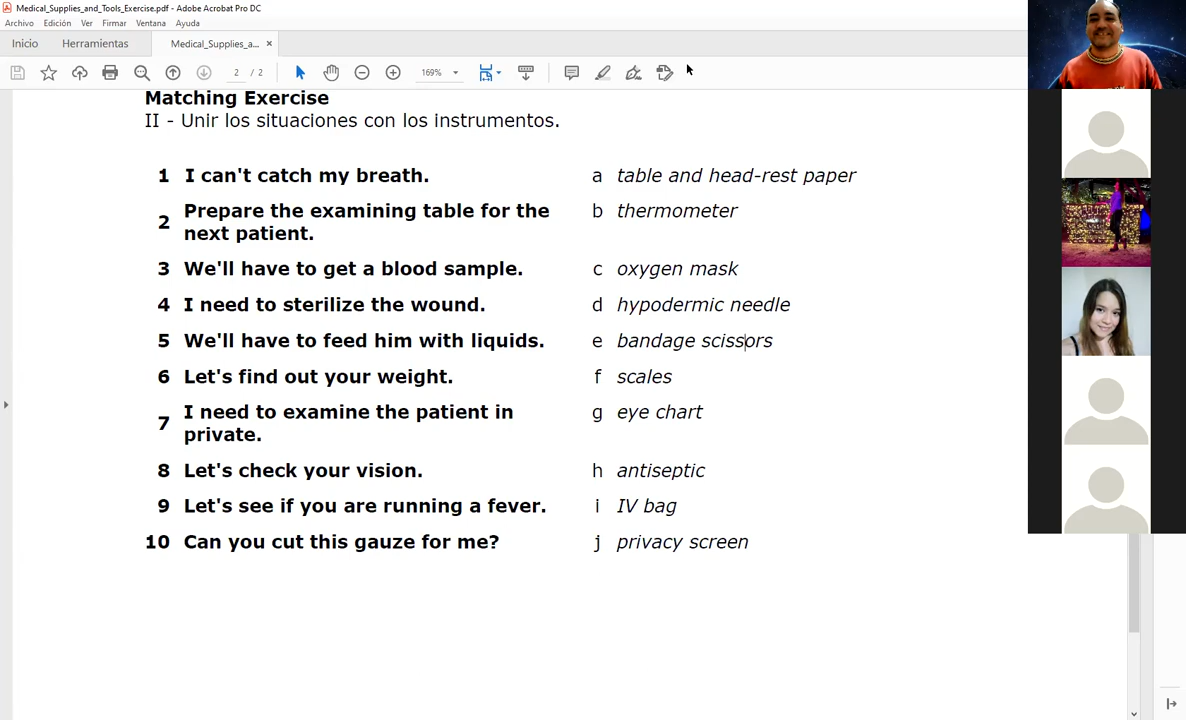 Medical_Supplies_and_Tools_Exercise.pdf - Adobe Acrobat Pro DC
Archivo Edición Ver Firmar Ventana Ayuda
Inicio Herramientas Medical_Supplies_a... ×
2 / 2 169%
Matching Exercise
II - Unir los situaciones con los instrumentos.
1 I can't catch my breath. a table and head-rest paper
2 Prepare the examining table for the next patient. b thermometer
3 We'll have to get a blood sample. c oxygen mask
4 I need to sterilize the wound. d hypodermic needle
5 We'll have to feed him with liquids. e bandage scissors
6 Let's find out your weight. f scales
7 I need to examine the patient in private. g eye chart
8 Let's check your vision. h antiseptic
9 Let's see if you are running a fever. i IV bag
10 Can you cut this gauze for me? j privacy screen